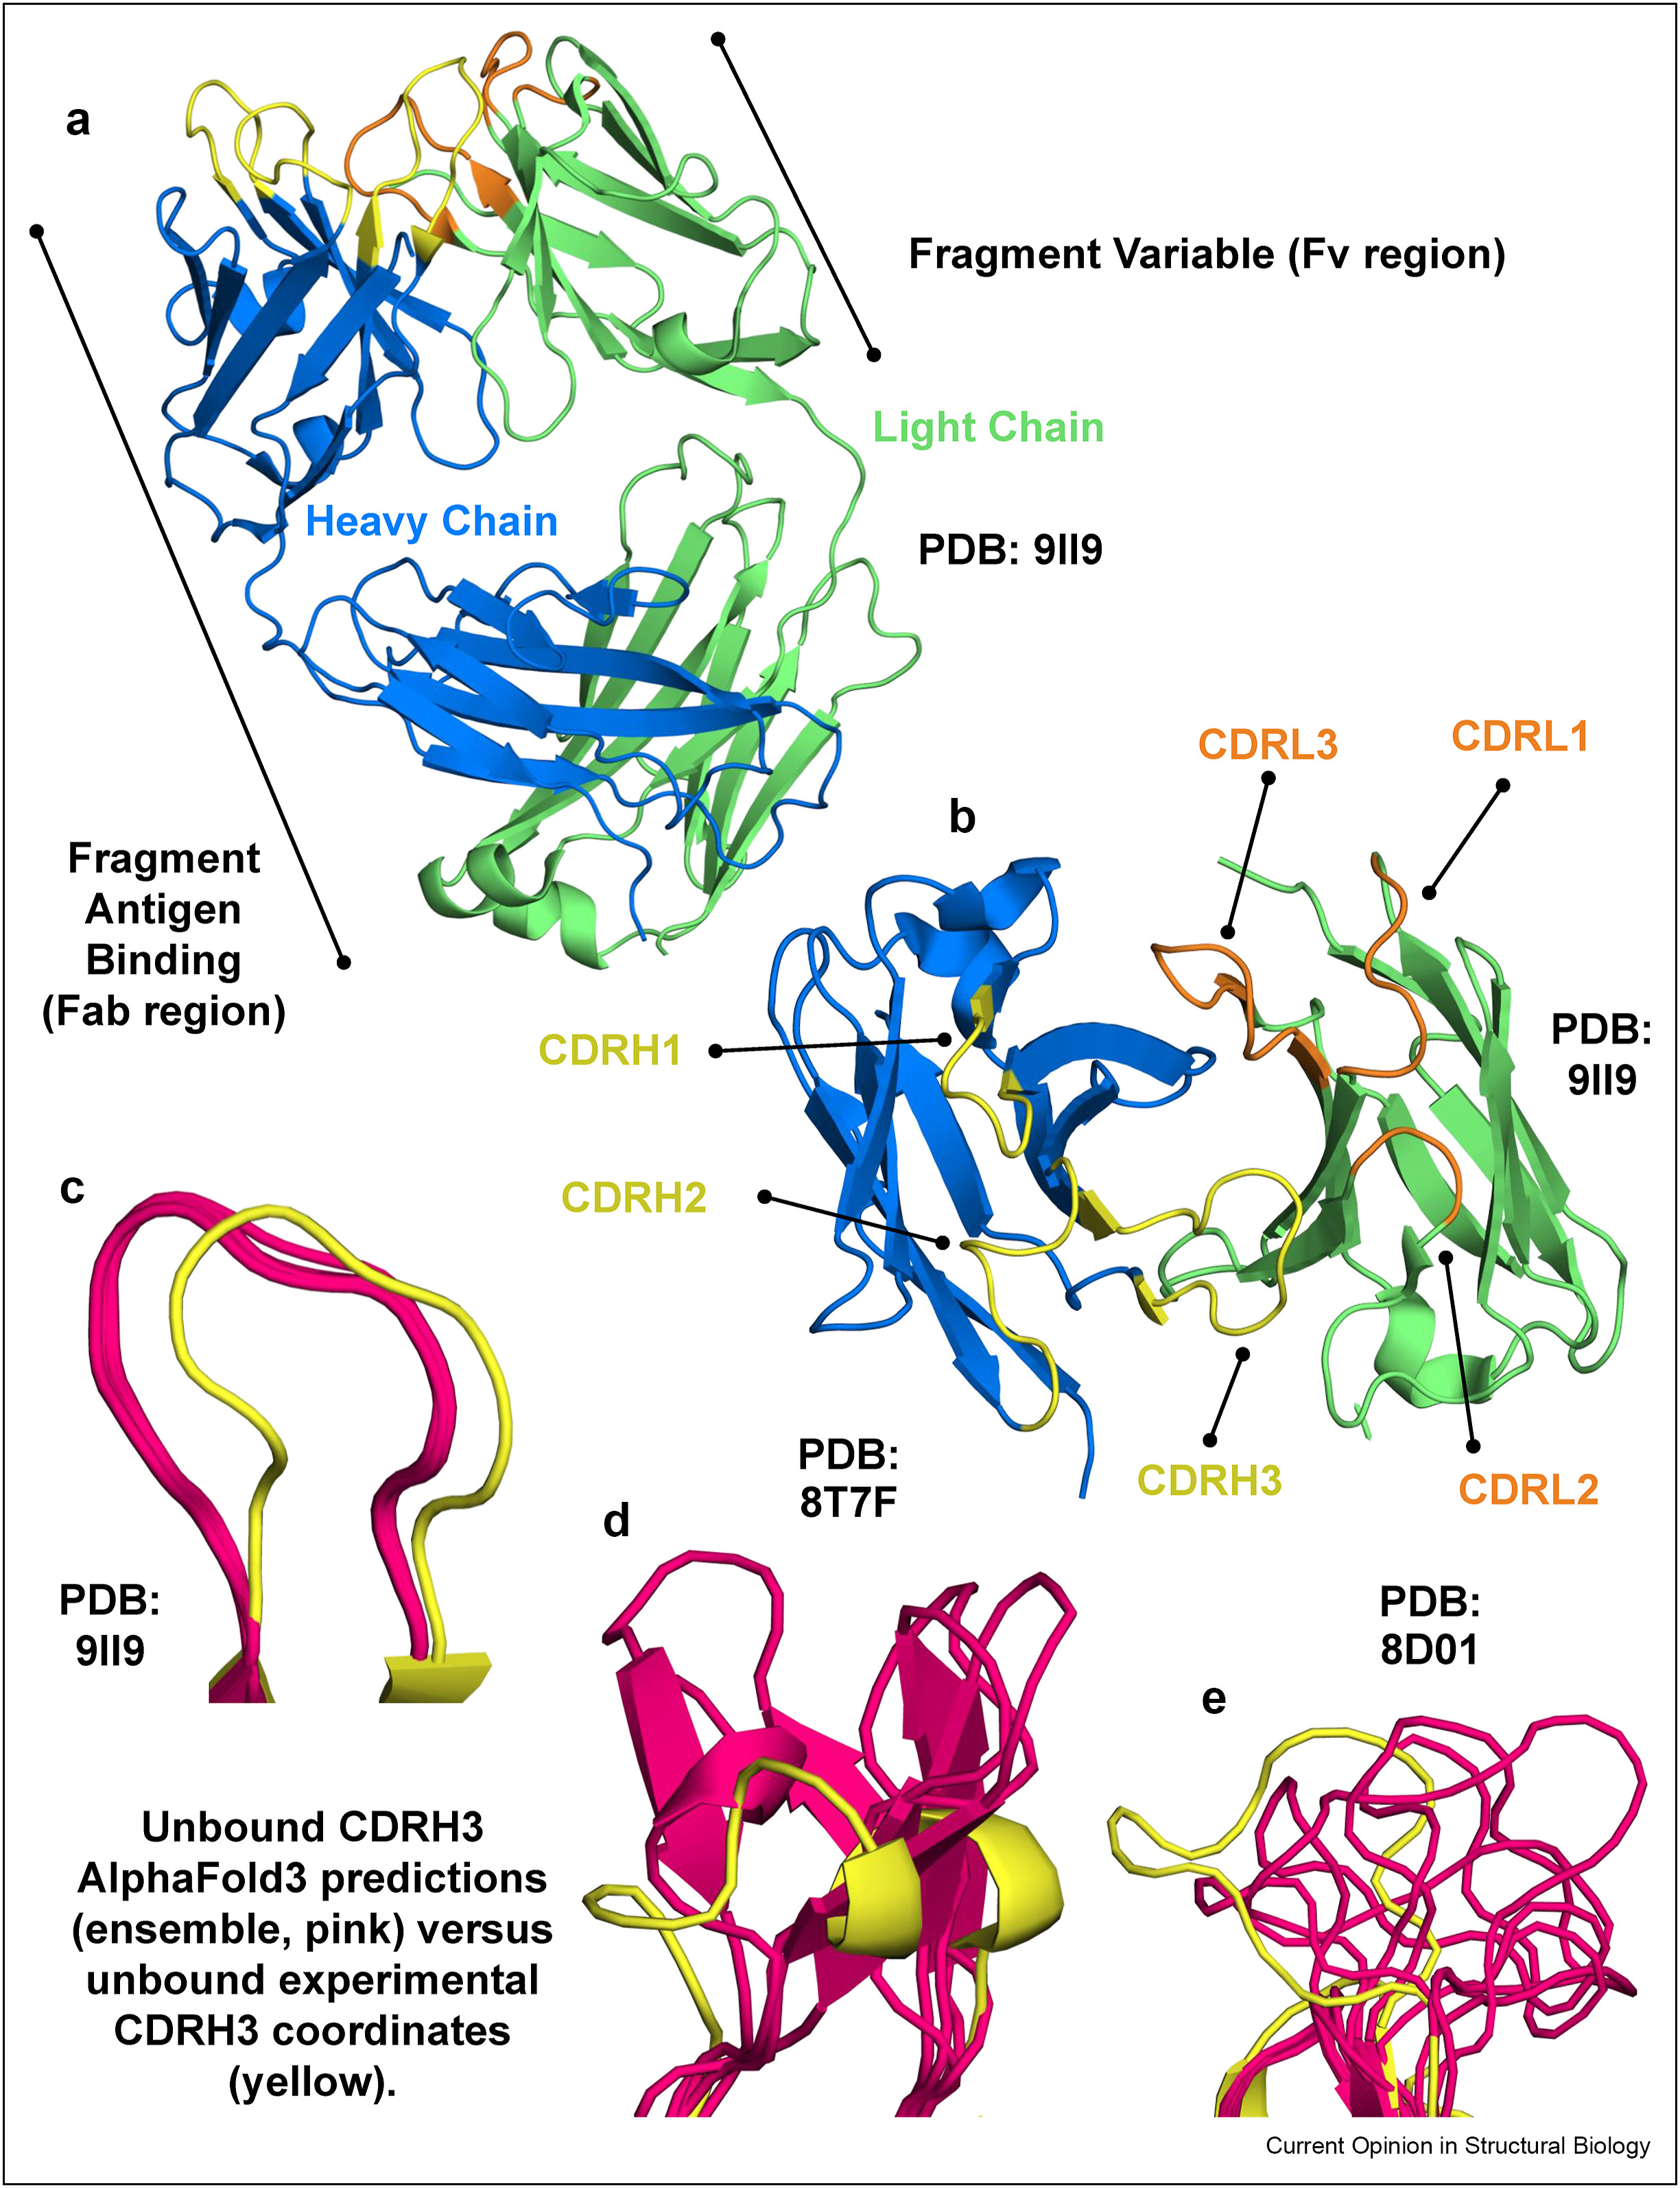 a
Fragment Variable (Fv region)
Light Chain
Heavy Chain
PDB: 9II9
Fragment
Antigen
Binding
(Fab region)
b
CDRL3
CDRL1
CDRH1
PDB:
9II9
CDRH2
CDRH3
CDRL2
c
PDB:
9II9
PDB:
8T7F
d
PDB:
8D01
e
Unbound CDRH3
AlphaFold3 predictions
(ensemble, pink) versus
unbound experimental
CDRH3 coordinates
(yellow).
Current Opinion in Structural Biology